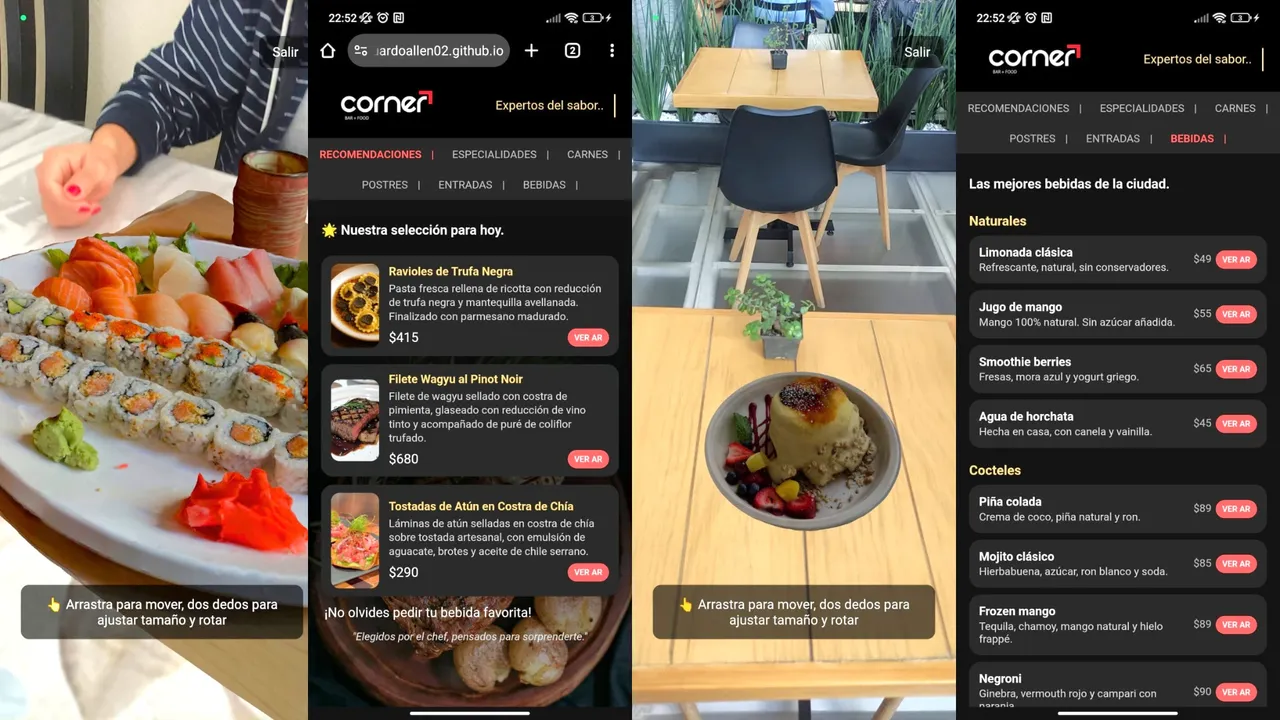 Salir
👆 Arrastra para mover, dos dedos para
ajustar tamaño y rotar
22:52
3
ardoallen02.github.io
2
corner
BAR + FOOD
Expertos del sabor..
RECOMENDACIONES | ESPECIALIDADES | CARNES |
POSTRES | ENTRADAS | BEBIDAS |
🌟 Nuestra selección para hoy.
Ravioles de Trufa Negra
Pasta fresca rellena de ricotta con reducción
de trufa negra y mantequilla avellanada.
Finalizado con parmesano madurado.
$415
VER AR
Filete Wagyu al Pinot Noir
Filete de wagyu sellado con costra de
pimienta, glaseado con reducción de vino
tinto y acompañado de puré de coliflor
trufado.
$680
VER AR
Tostadas de Atún en Costra de Chía
Láminas de atún selladas en costra de chía
sobre tostada artesanal, con emulsión de
aguacate, brotes y aceite de chile serrano.
$290
VER AR
¡No olvides pedir tu bebida favorita!
"Elegidos por el chef, pensados para sorprenderte."
Salir
👆 Arrastra para mover, dos dedos para
ajustar tamaño y rotar
22:52
3
corner
BAR + FOOD
Expertos del sabor..
RECOMENDACIONES | ESPECIALIDADES | CARNES |
POSTRES | ENTRADAS | BEBIDAS |
Las mejores bebidas de la ciudad.
Naturales
Limonada clásica
Refrescante, natural, sin conservadores.
$49 VER AR
Jugo de mango
Mango 100% natural. Sin azúcar añadida.
$55 VER AR
Smoothie berries
Fresas, mora azul y yogurt griego.
$65 VER AR
Agua de horchata
Hecha en casa, con canela y vainilla.
$45 VER AR
Cocteles
Piña colada
Crema de coco, piña natural y ron.
$89 VER AR
Mojito clásico
Hierbabuena, azúcar, ron blanco y soda.
$85 VER AR
Frozen mango
Tequila, chamoy, mango natural y hielo
frappé.
$89 VER AR
Negroni
Ginebra, vermouth rojo y campari con
naranja.
$90 VER AR